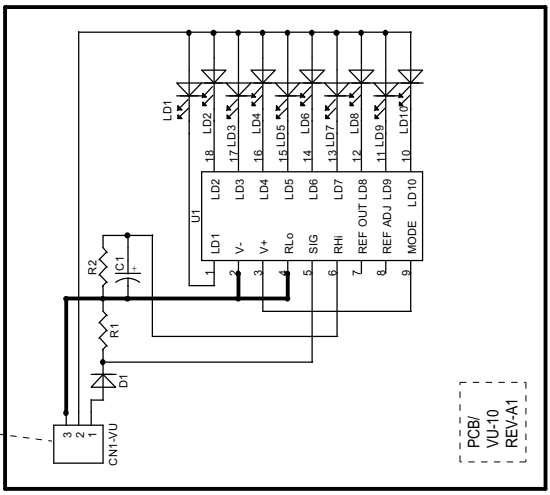 LD1
LD2
LD3
LD4
LD5
LD6
LD7
LD8
LD9
LD10
18
17
16
15
14
13
12
11
10
U1
LD2
LD3
LD4
LD5
LD6
LD7
LD8
LD9
LD10
LD1
V-
V+
RLo
SIG
RHi
REF OUT
REF ADJ
MODE
1
2
3
4
5
6
7
8
9
R2
C1
+
R1
D1
3
2
1
CN1-VU
PCB/
VU-10
REV-A1